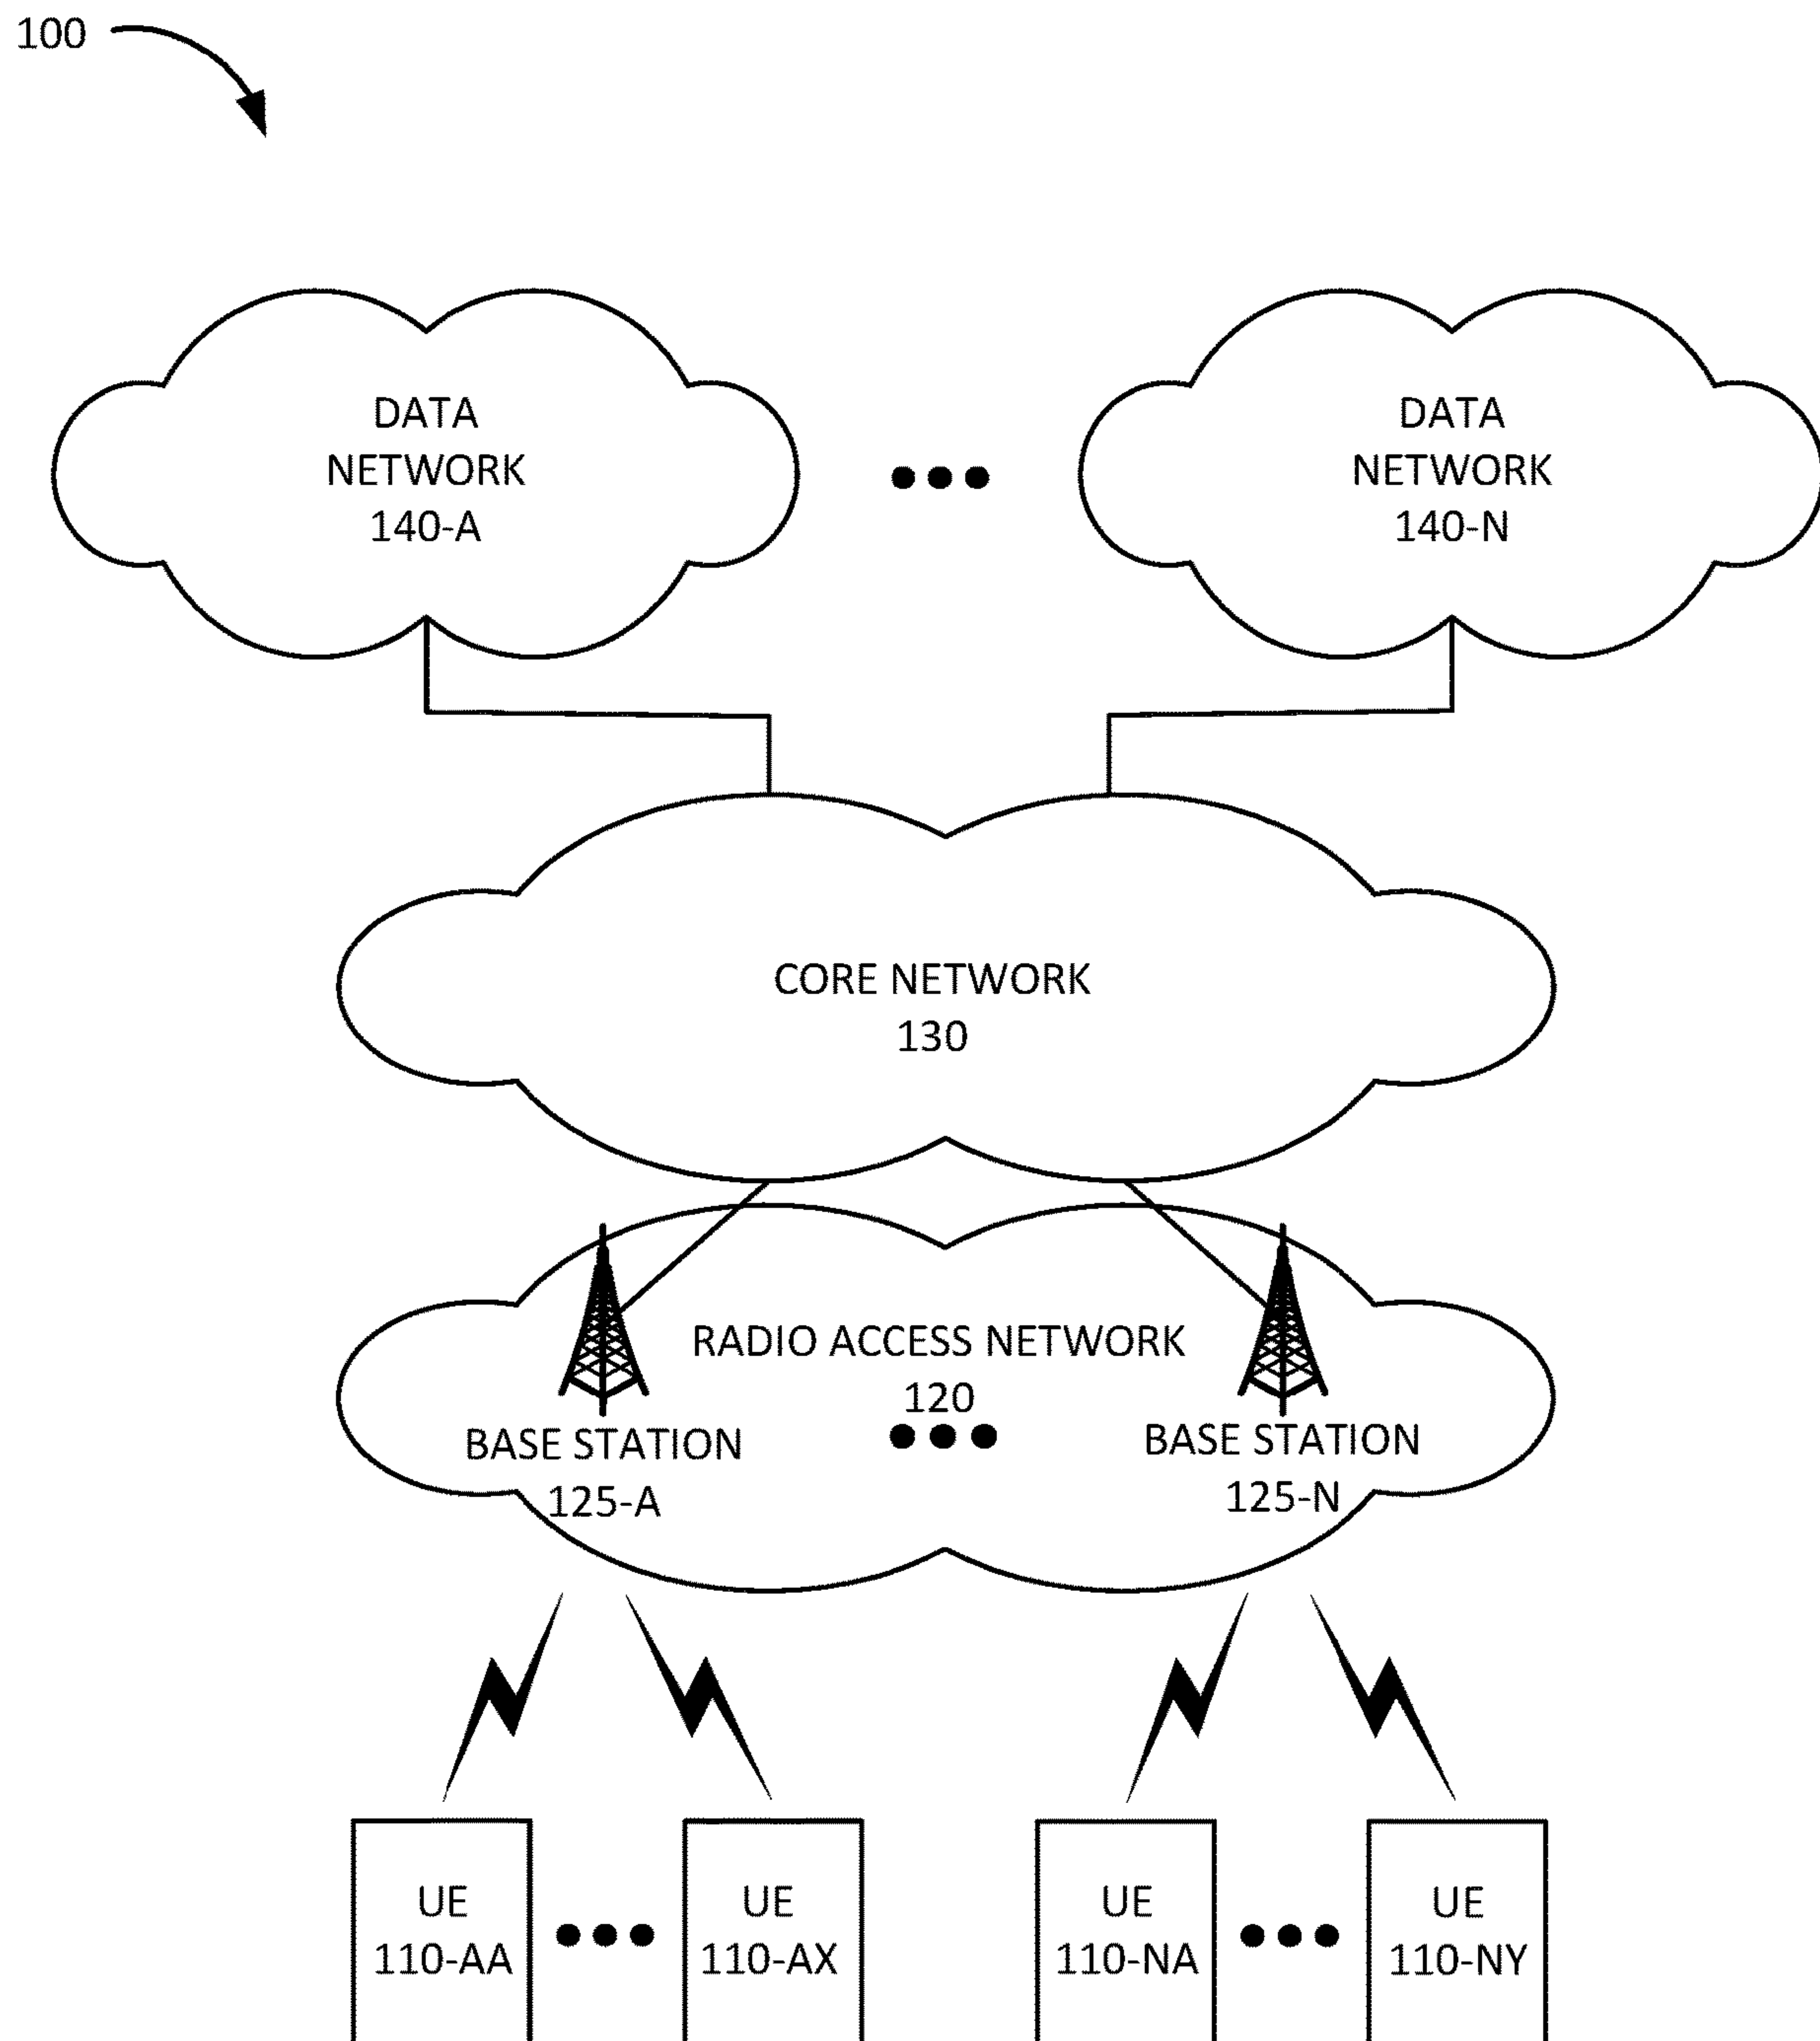 100
DATA
NETWORK
140-A
DATA
NETWORK
140-N
CORE NETWORK
130
RADIO ACCESS NETWORK
120
BASE STATION
125-A
BASE STATION
125-N
UE
110-AA
UE
110-AX
UE
110-NA
UE
110-NY